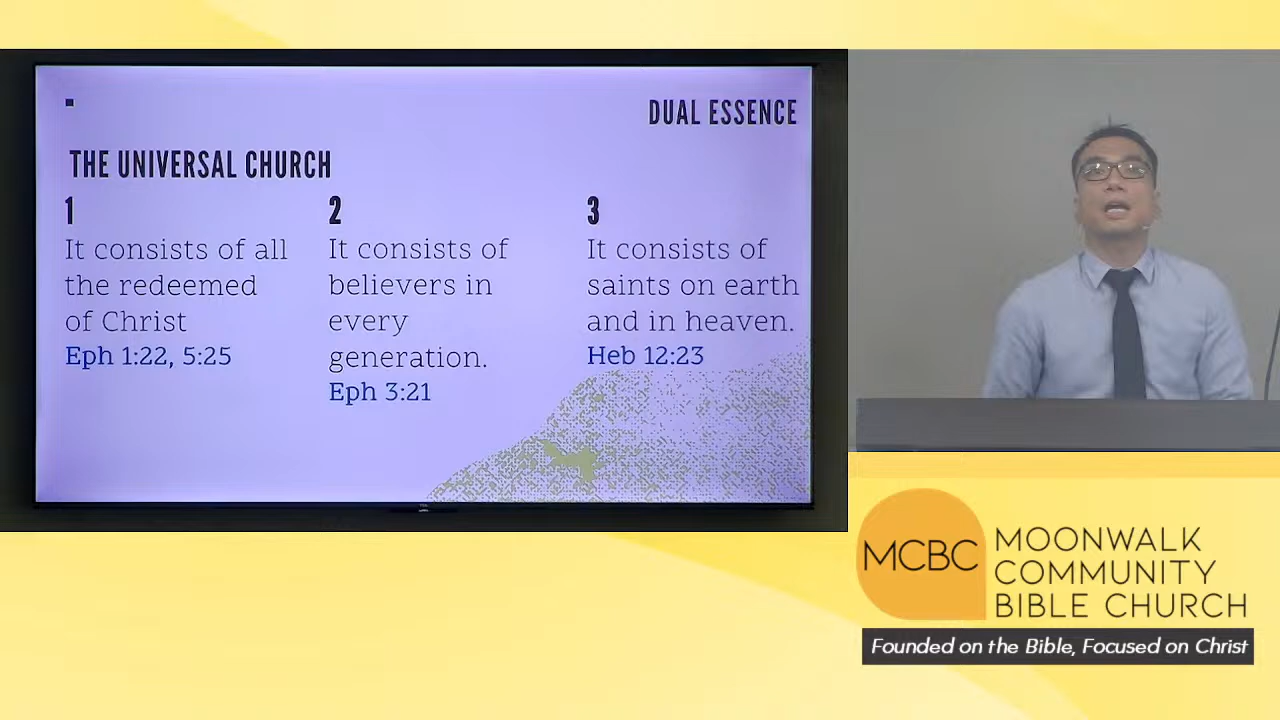 DUAL ESSENCE
THE UNIVERSAL CHURCH
1
It consists of all
the redeemed
of Christ
Eph 1:22, 5:25
2
It consists of
believers in
every
generation.
Eph 3:21
3
It consists of
saints on earth
and in heaven.
Heb 12:23
MCBC
MOONWALK
COMMUNITY
BIBLE CHURCH
Founded on the Bible, Focused on Christ